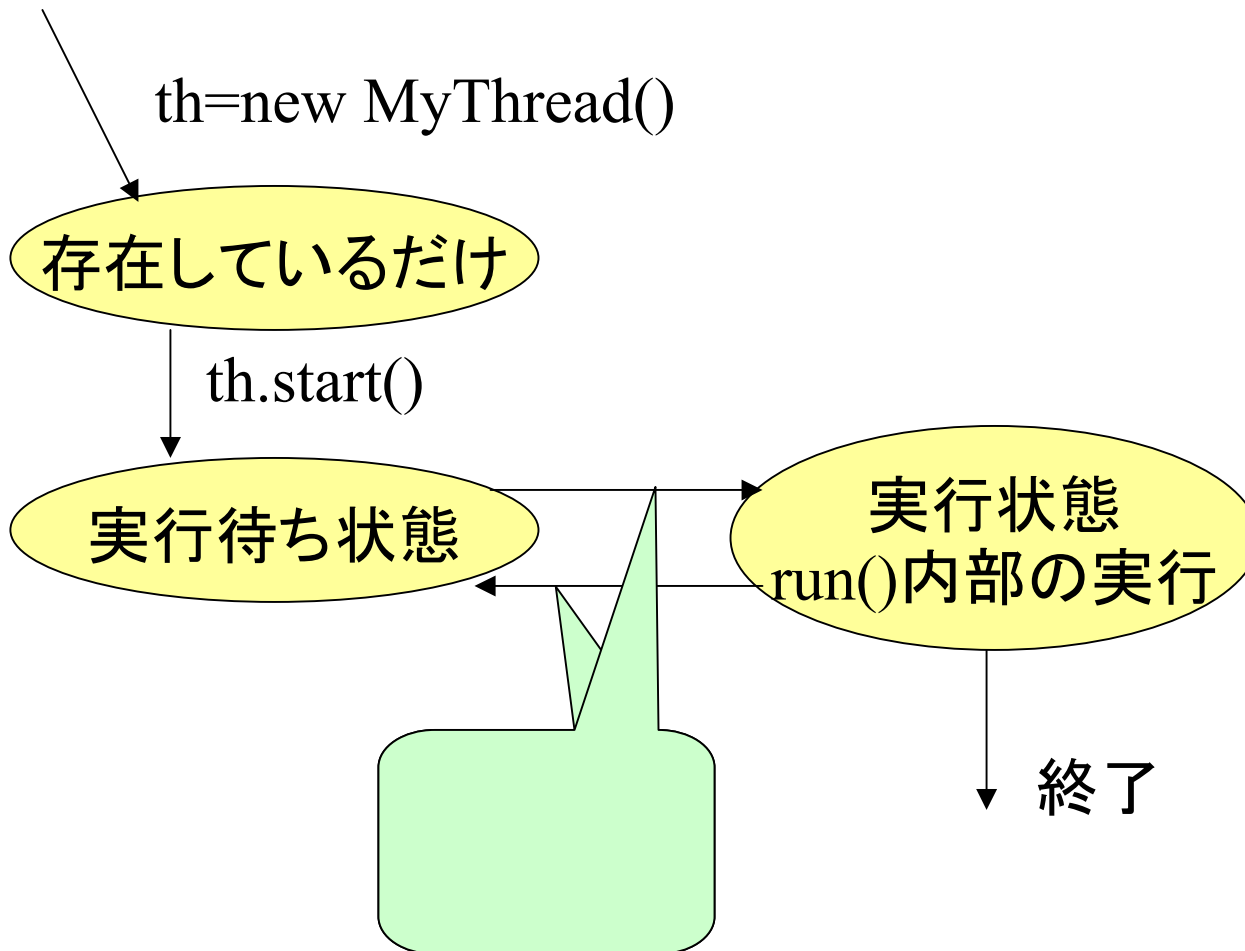 th=new MyThread()
存在しているだけ
th.start()
実行待ち状態
実行状態
run()内部の実行
終了